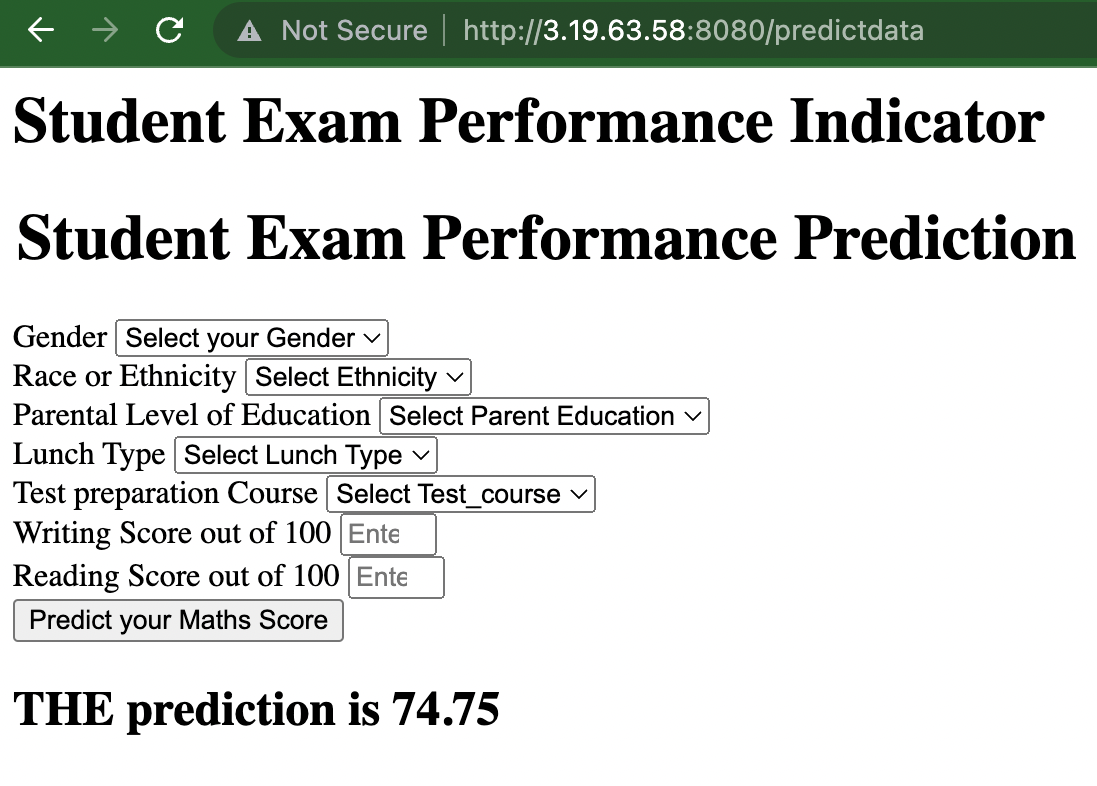 Not Secure http://3.19.63.58:8080/predictdata
Student Exam Performance Indicator
Student Exam Performance Prediction
Gender Select your Gender
Race or Ethnicity Select Ethnicity
Parental Level of Education Select Parent Education
Lunch Type Select Lunch Type
Test preparation Course Select Test_course
Writing Score out of 100 Ente
Reading Score out of 100 Ente
Predict your Maths Score
THE prediction is 74.75